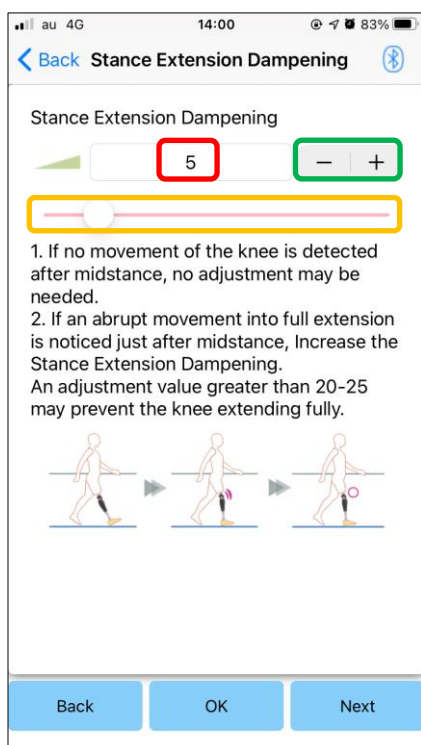 au 4G 14:00 83%
Back Stance Extension Dampening
Stance Extension Dampening
5 − +
1. If no movement of the knee is detected
after midstance, no adjustment may be
needed.
2. If an abrupt movement into full extension
is noticed just after midstance, Increase the
Stance Extension Dampening.
An adjustment value greater than 20-25
may prevent the knee extending fully.
Back OK Next